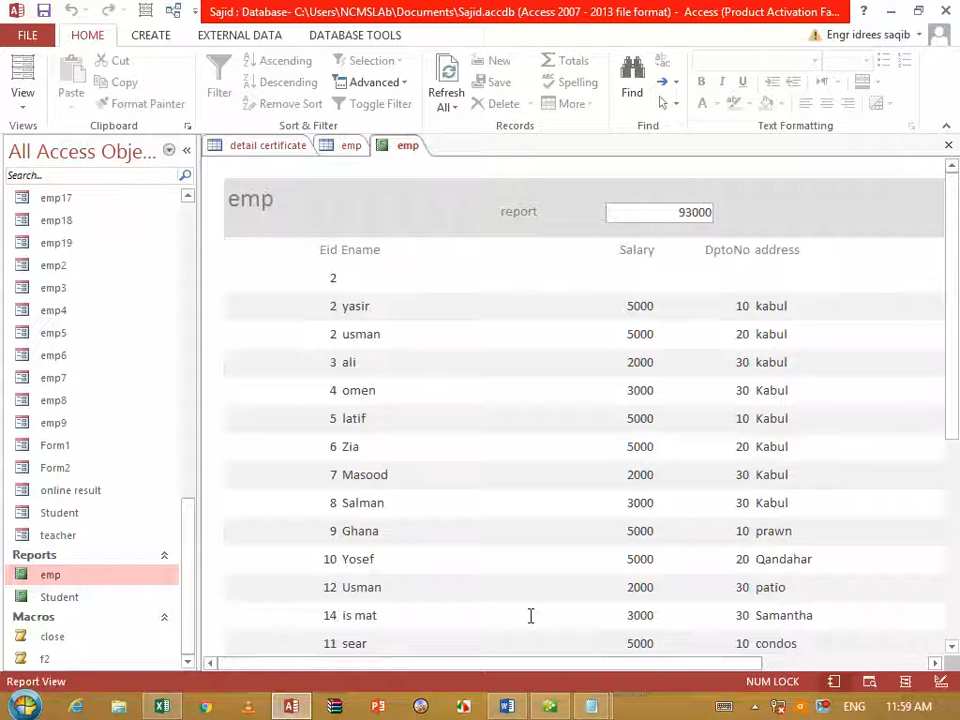 Sajid : Database- C:\Users\NCMSLAb\Documents\Sajid.accdb (Access 2007 - 2013 file format) - Access (Product Activation Fa...
FILE HOME CREATE EXTERNAL DATA DATABASE TOOLS Engr idrees saqib
View
Views
Paste
Cut
Copy
Format Painter
Clipboard
Filter
Ascending
Descending
Remove Sort
Selection
Advanced
Toggle Filter
Sort & Filter
Refresh
All
New
Save
Delete
Totals
Spelling
More
Records
Find
Find
B I U
A
Text Formatting
All Access Obje...
Search...
emp17
emp18
emp19
emp2
emp3
emp4
emp5
emp6
emp7
emp8
emp9
Form1
Form2
online result
Student
teacher
Reports
emp
Student
Macros
close
f2
detail certificate emp emp
emp
report 93000
Eid Ename Salary DptoNo address
2
2 yasir 5000 10 kabul
2 usman 5000 20 kabul
3 ali 2000 30 kabul
4 omen 3000 30 Kabul
5 latif 5000 10 Kabul
6 Zia 5000 20 Kabul
7 Masood 2000 30 Kabul
8 Salman 3000 30 Kabul
9 Ghana 5000 10 prawn
10 Yosef 5000 20 Qandahar
12 Usman 2000 30 patio
14 is mat 3000 30 Samantha
11 sear 5000 10 condos
Report View NUM LOCK
ENG 11:59 AM